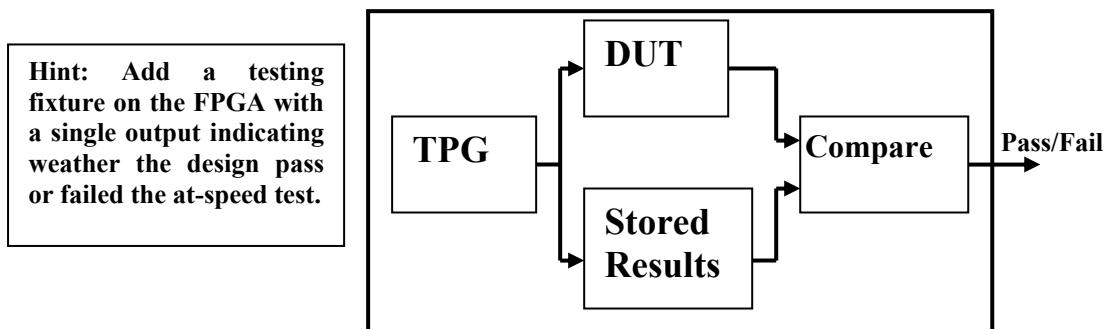 Hint: Add a testing
fixture on the FPGA with
a single output indicating
weather the design pass
or failed the at-speed test.
TPG
DUT
Stored
Results
Compare
Pass/Fail